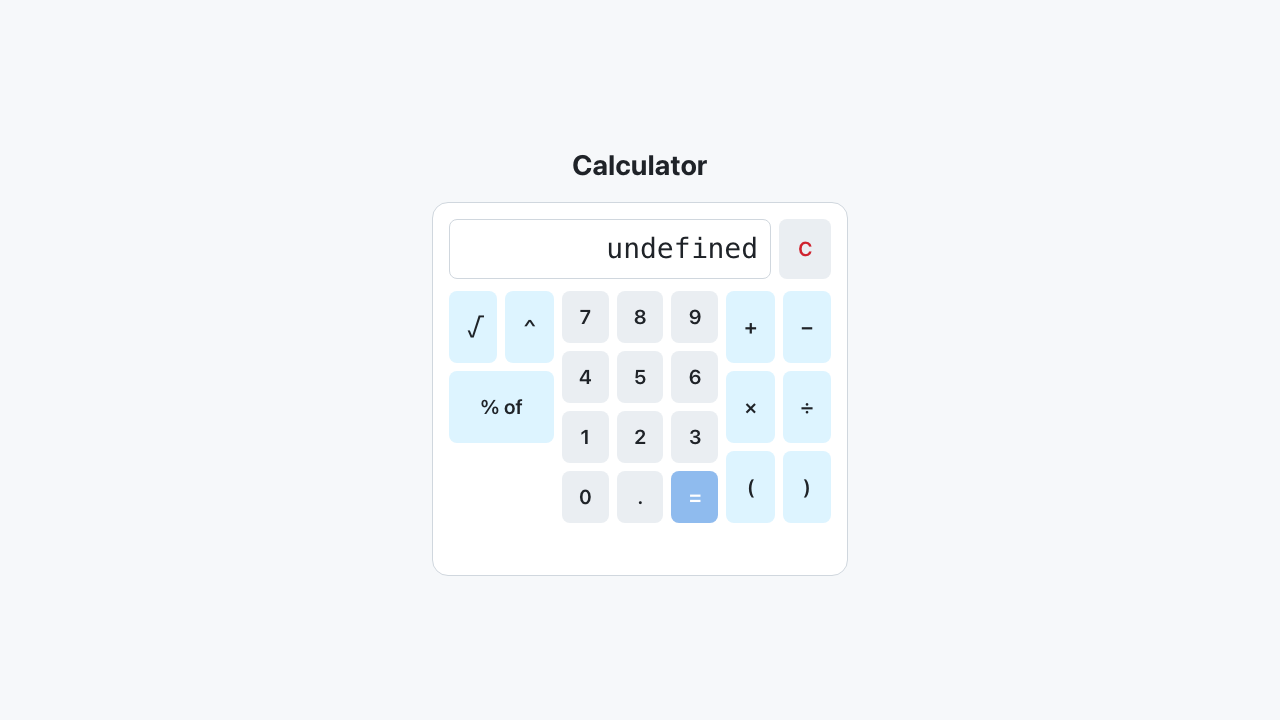 Calculator
undefined C
√ ^ 7 8 9 + −
4 5 6
% of × ÷
1 2 3
0 . = ( )